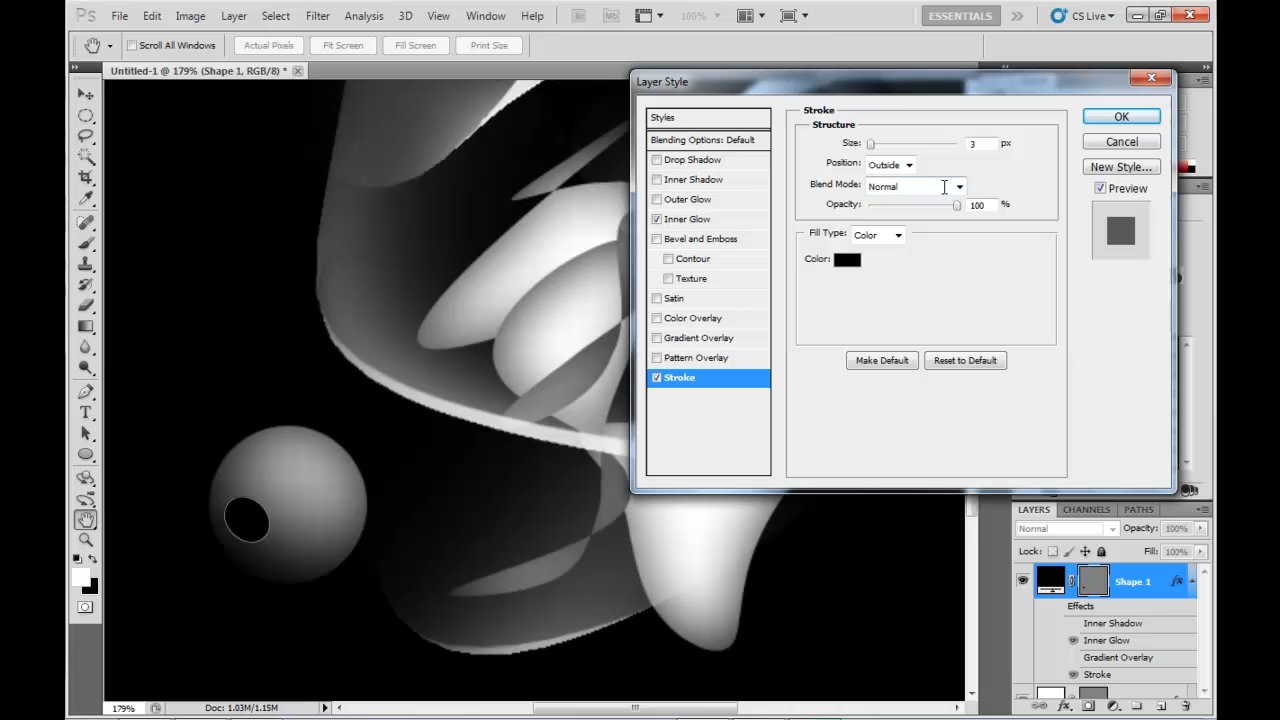 Ps File Edit Image Layer Select Filter Analysis 3D View Window Help Br Mb 100% ESSENTIALS CS Live
Scroll All Windows Actual Pixels Fit Screen Fill Screen Print Size
Untitled-1 @ 179% (Shape 1, RGB/8) *
Layer Style
Styles
Blending Options: Default
Drop Shadow
Inner Shadow
Outer Glow
Inner Glow
Bevel and Emboss
Contour
Texture
Satin
Color Overlay
Gradient Overlay
Pattern Overlay
Stroke
Stroke
Structure
Size: 3 px
Position: Outside
Blend Mode: Normal
Opacity: 100 %
Fill Type: Color
Color:
Make Default Reset to Default
OK
Cancel
New Style...
Preview
LAYERS CHANNELS PATHS
Normal Opacity: 100%
Lock: Fill: 100%
Shape 1 fx
Effects
Inner Shadow
Inner Glow
Gradient Overlay
Stroke
fx
179% Doc: 1.03M/1.15M